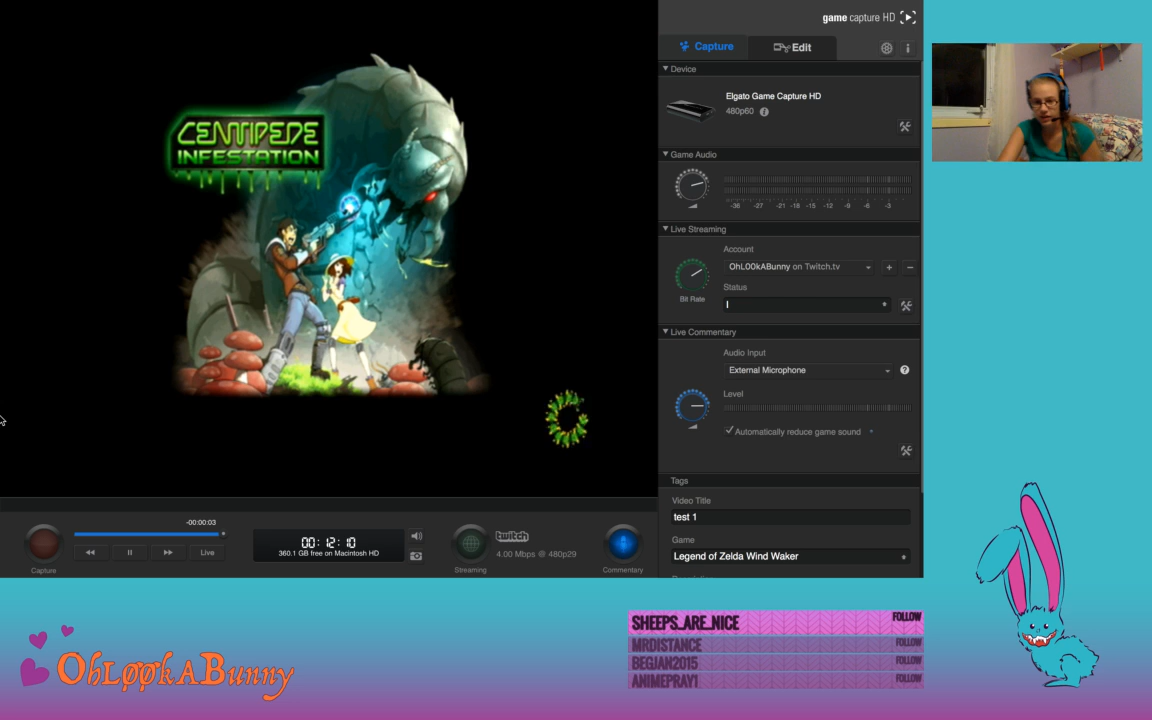 game capture HD
Capture
Edit
Device
Elgato Game Capture HD
480p60
CENTIPEDE
INFESTATION
Game Audio
-36 -27 -21 -18 -15 -12 -9 -6 -3
Live Streaming
Account
OhL00kABunny on Twitch.tv
Bit Rate
Status
Live Commentary
Audio Input
External Microphone
Level
Automatically reduce game sound
Tags
Video Title
test 1
Game
Legend of Zelda Wind Waker
-00:00:03
Live
Capture
00:12:10
360.1 GB free on Macintosh HD
twitch
4.00 Mbps @ 480p29
Streaming
Commentary
OhL00kABunny
SHEEPS_ARE_NICE FOLLOW
MRDISTANCE FOLLOW
BEGJAN2015 FOLLOW
ANIMEPRAY1 FOLLOW